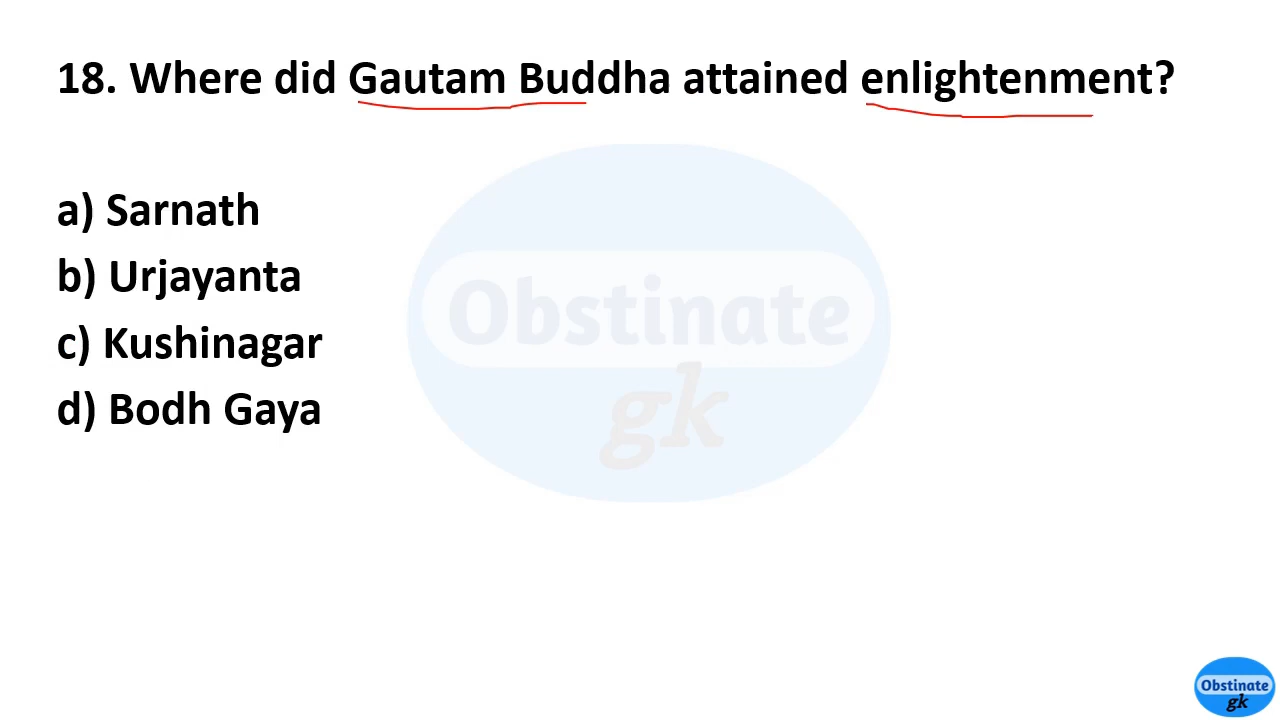 18. Where did Gautam Buddha attained enlightenment?
a) Sarnath
b) Urjayanta
c) Kushinagar
d) Bodh Gaya
Obstinate
gk
Obstinate
gk